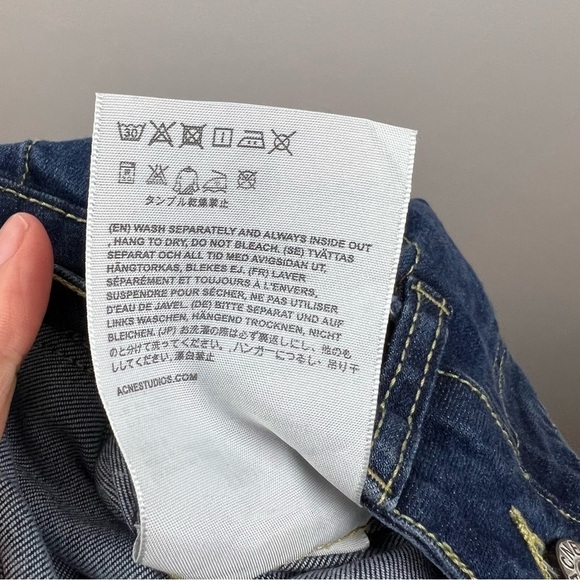 30
タンブル乾燥禁止
(EN) WASH SEPARATELY AND ALWAYS INSIDE OUT
, HANG TO DRY, DO NOT BLEACH. (SE) TVÄTTAS
SEPARAT OCH ALL TID MED AVIGSIDAN UT,
HÄNGTORKAS, BLEKES EJ. (FR) LAVER
SÉPARÉMENT ET TOUJOURS À L'ENVERS,
SUSPENDRE POUR SÉCHER, NE PAS UTILISER
D'EAU DE JAVEL. (DE) BITTE SEPARAT UND AUF
LINKS WASCHEN, HÄNGEND TROCKNEN, NICHT
BLEICHEN. (JP) お洗濯の際は必ず裏返しにし、他のも
のと分けて洗ってください。ハンガーにつるし、吊り干
ししてください。漂白禁止
ACNESTUDIOS.COM